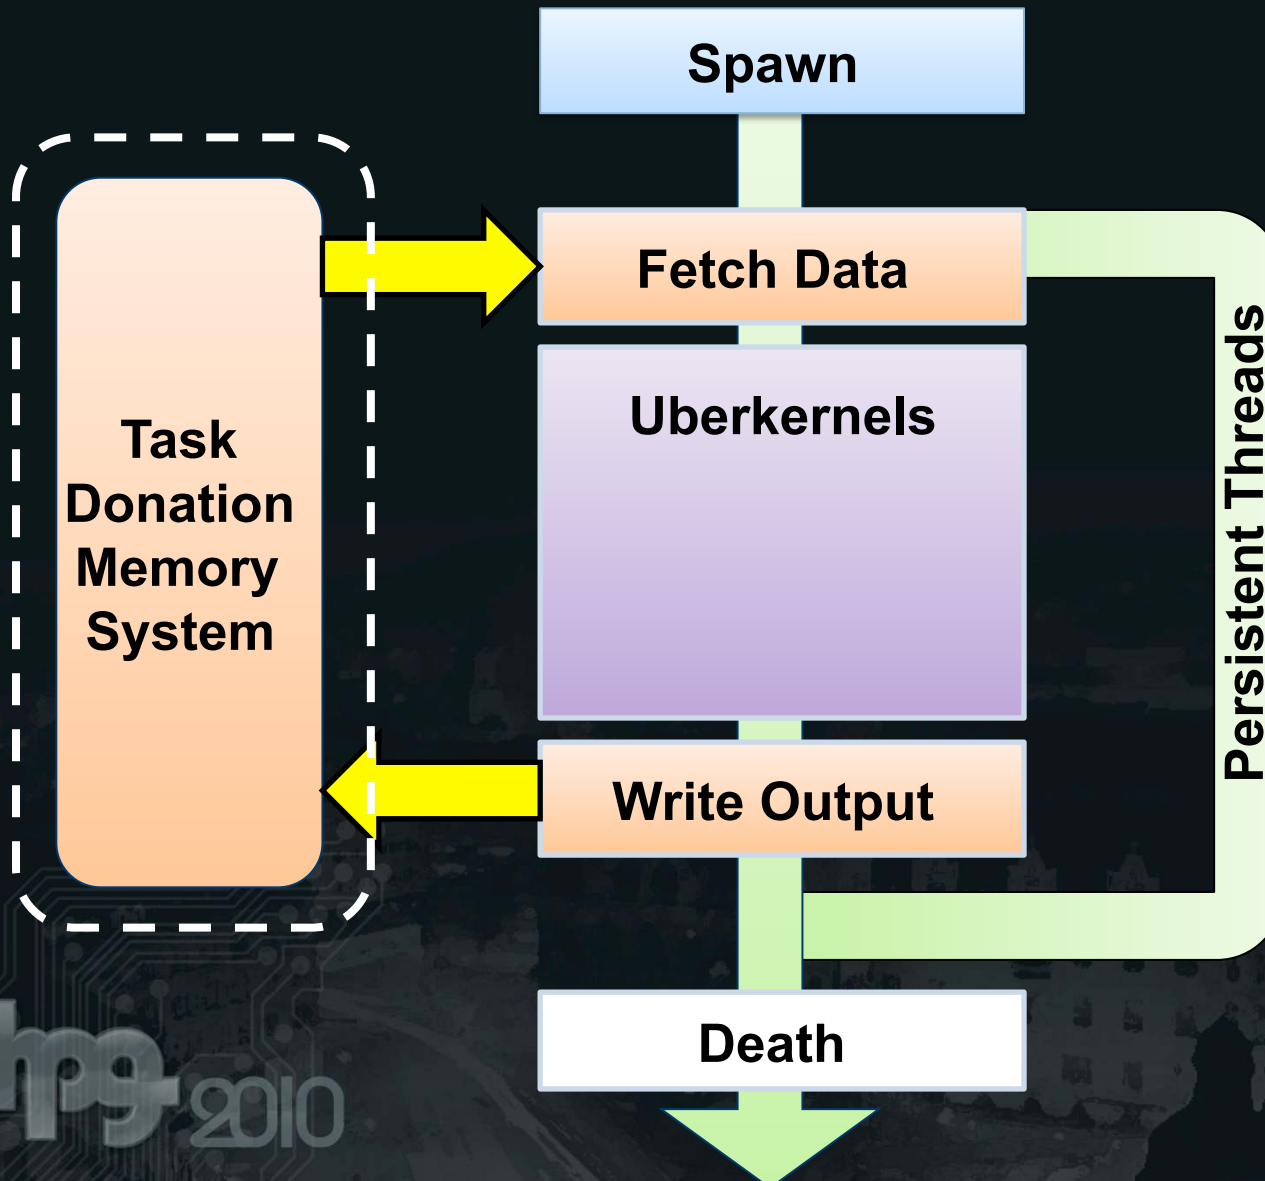 Spawn
Fetch Data
Uberkernels
Task
Donation
Memory
System
Persistent Threads
Write Output
Death
hpg 2010